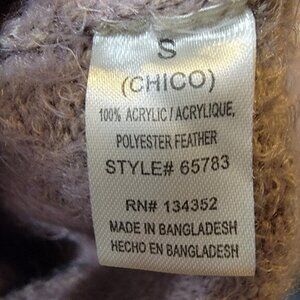 S
(CHICO)
100% ACRYLIC / ACRYLIQUE,
POLYESTER FEATHER
STYLE# 65783
RN# 134352
MADE IN BANGLADESH
HECHO EN BANGLADESH